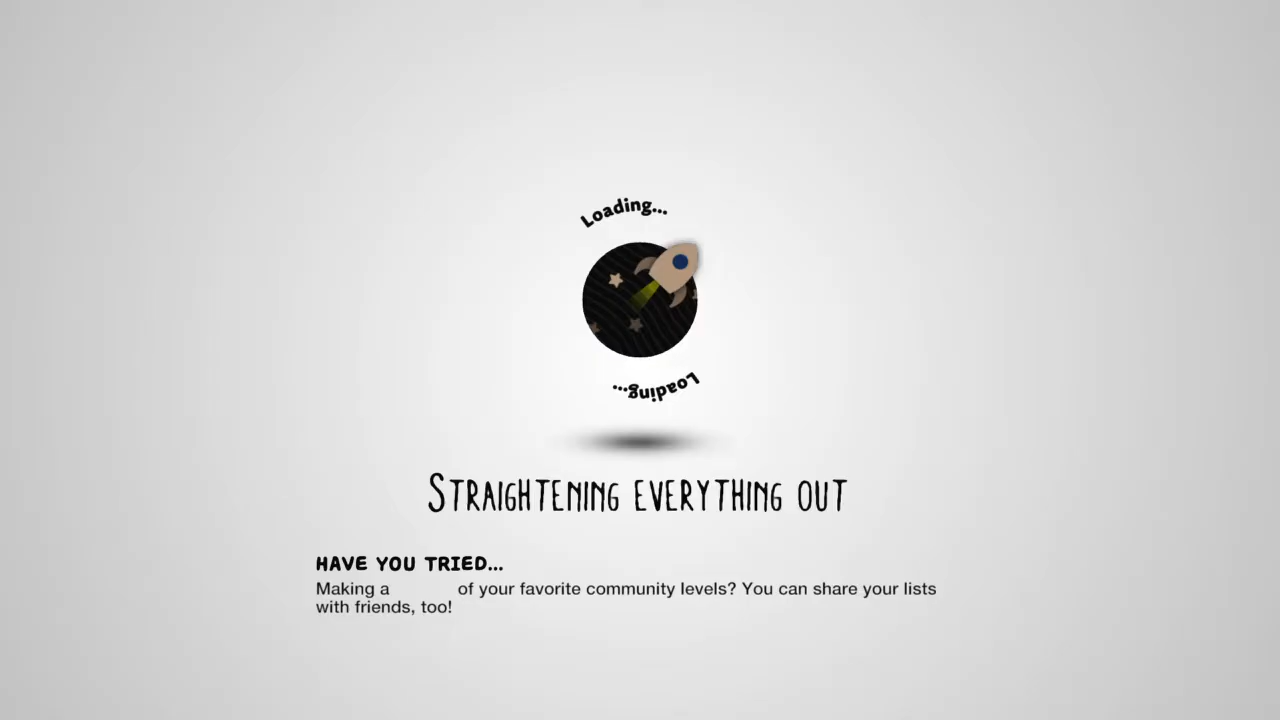 Loading...
Loading...
STRAIGHTENING EVERYTHING OUT
HAVE YOU TRIED...
Making a of your favorite community levels? You can share your lists
with friends, too!